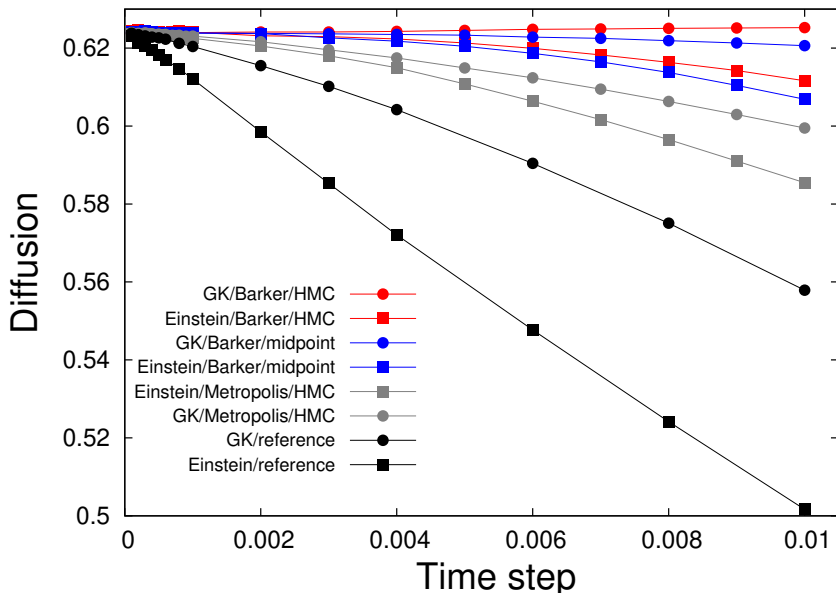 0.62
0.6
0.58
0.56
0.54
0.52
0.5
Diffusion
GK/Barker/HMC
Einstein/Barker/HMC
GK/Barker/midpoint
Einstein/Barker/midpoint
Einstein/Metropolis/HMC
GK/Metropolis/HMC
GK/reference
Einstein/reference
0 0.002 0.004 0.006 0.008 0.01
Time step